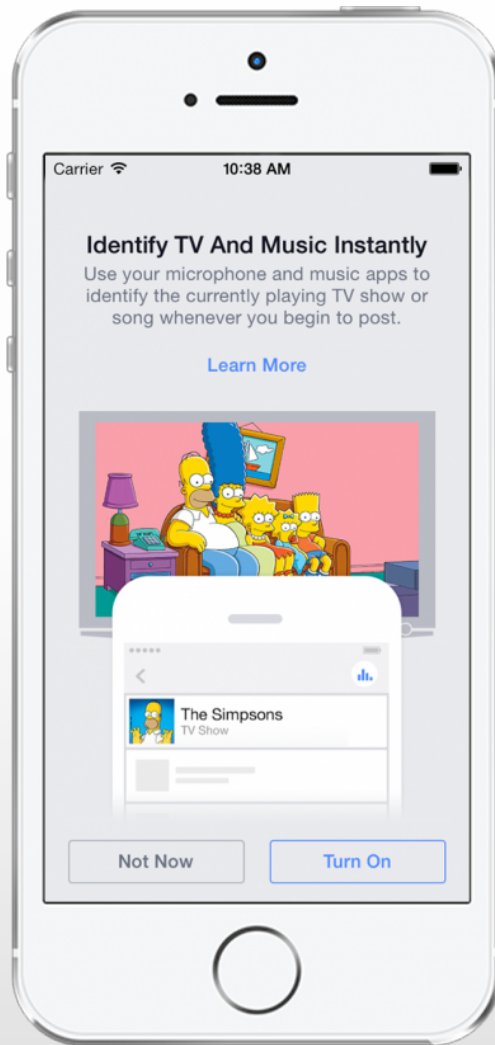 Carrier 10:38 AM
Identify TV And Music Instantly
Use your microphone and music apps to
identify the currently playing TV show or
song whenever you begin to post.
Learn More
The Simpsons
TV Show
Not Now Turn On